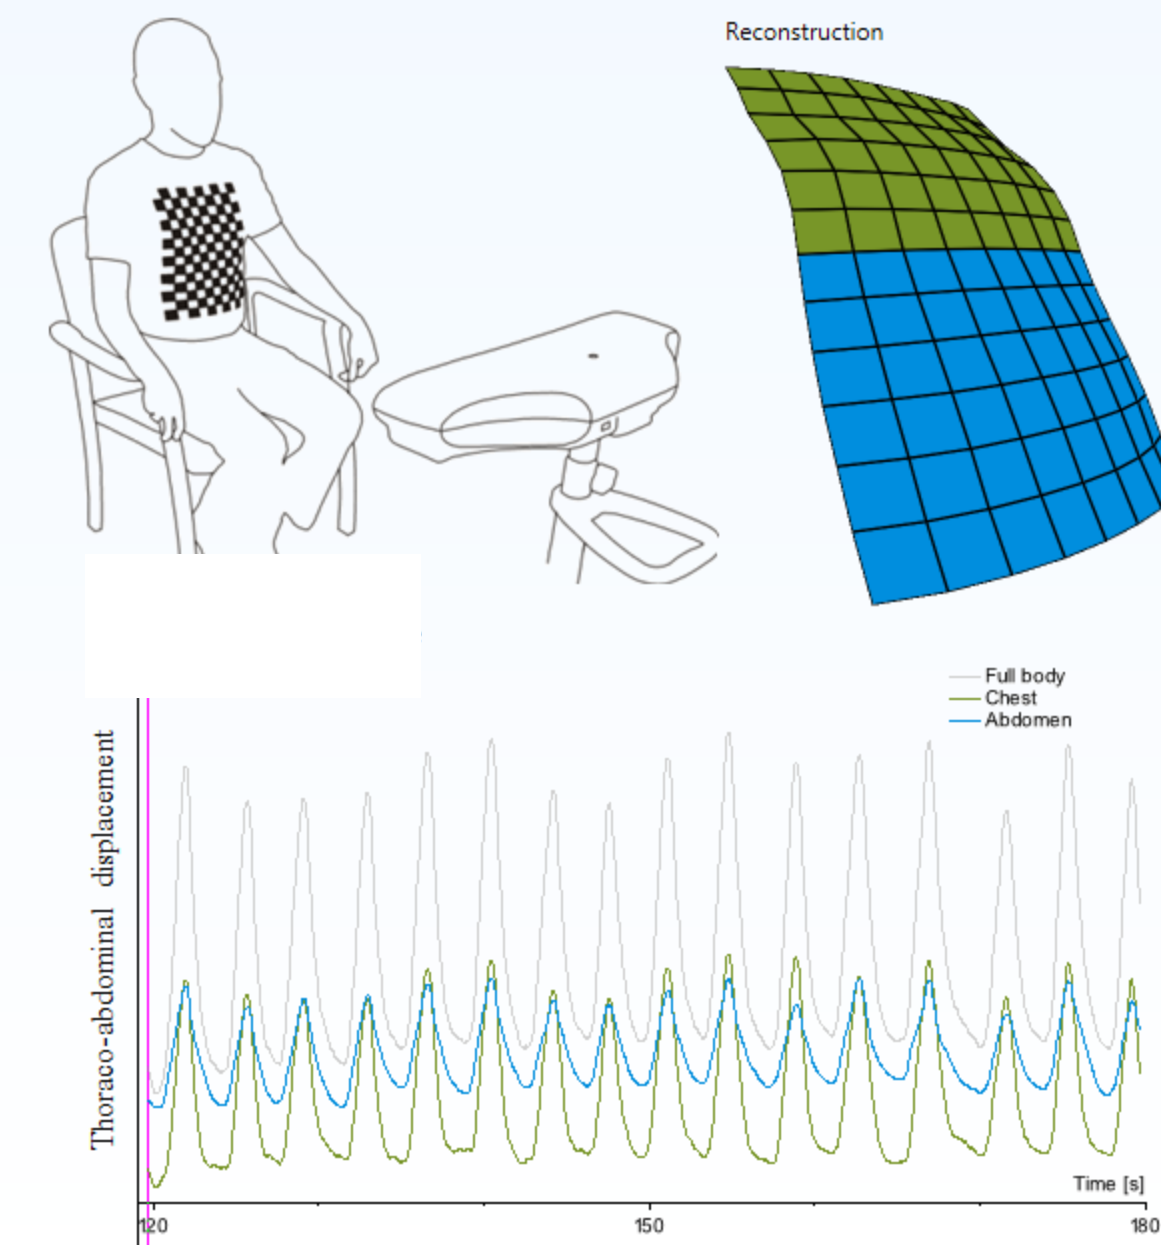 Reconstruction
Full body
Chest
Abdomen
Thoraco-abdominal displacement
Time [s]
120
150
180